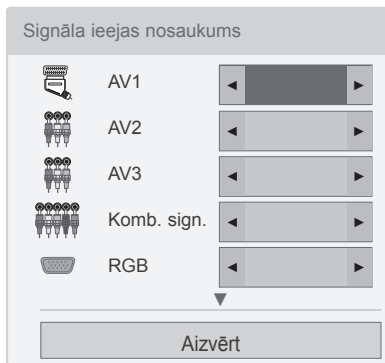 Signāla ieejas nosaukums
AV1
AV2
AV3
Komb. sign.
RGB
Aizvērt